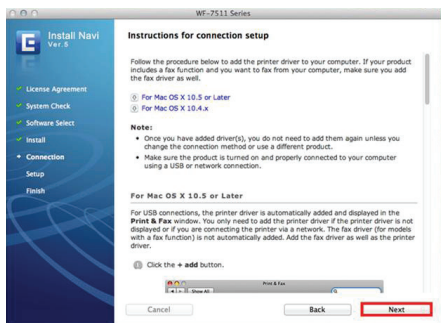 WF-7511 Series
Install Navi
Ver.5
License Agreement
System Check
Software Select
Install
Connection
Setup
Finish
Instructions for connection setup
Follow the procedure below to add the printer driver to your computer. If your product
includes a fax function and you want to fax from your computer, make sure you add
the fax driver as well.
For Mac OS X 10.5 or Later
For Mac OS X 10.4.x
Note:
• Once you have added driver(s), you do not need to add them again unless you
change the connection method or use a different product.
• Make sure the product is turned on and properly connected to your computer
using a USB or network connection.
For Mac OS X 10.5 or Later
For USB connections, the printer driver is automatically added and displayed in the
Print & Fax window. You only need to add the printer driver if the printer driver is not
displayed or if you are connecting the printer via a network. The fax driver (for models
with a fax function) is not automatically added. Add the fax driver as well as the printer
driver.
Click the + add button.
Print & Fax
Show All
Cancel
Back
Next